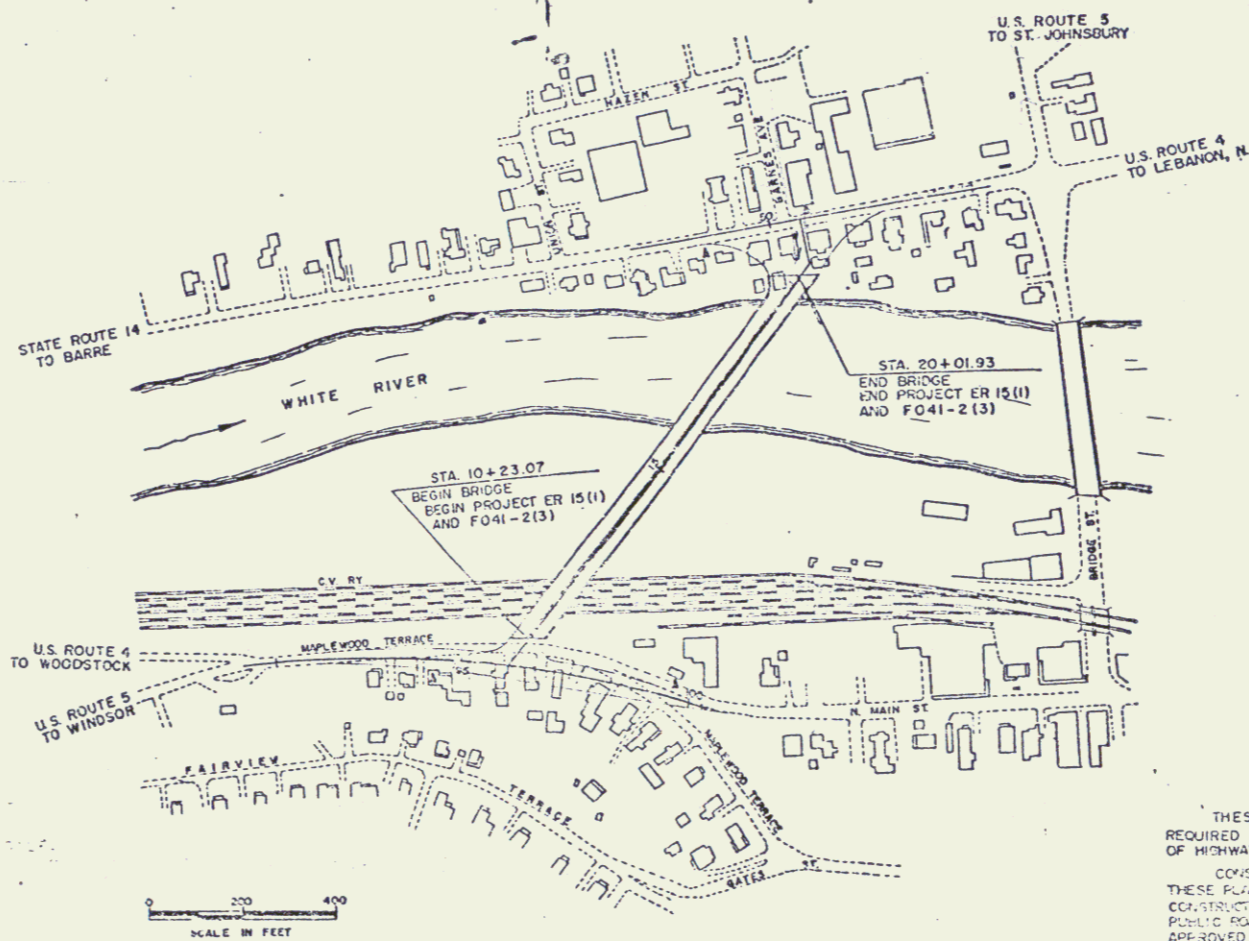 U.S. ROUTE 5
TO ST. JOHNSBURY
HAZEN ST.
BARNES AVE
U.S. ROUTE 4
TO LEBANON, N.
UNION ST.
50
STATE ROUTE 14
TO BARRE
WHITE RIVER
STA. 20+01.93
END BRIDGE
END PROJECT ER 15(1)
AND F041-2(3)
15
STA. 10+23.07
BEGIN BRIDGE
BEGIN PROJECT ER 15(1)
AND F041-2(3)
BRIDGE ST.
C.V. RY
MAPLEWOOD TERRACE
U.S. ROUTE 4
TO WOODSTOCK
U.S. ROUTE 5
TO WINDSOR
N. MAIN ST.
MAPLEWOOD TERRACE
FAIRVIEW TERRACE
GATES ST.
0 200 400
SCALE IN FEET
THES
REQUIRED
OF HIGHWA
CONS
THESE PLA
CONSTRUCT
PUBLIC RO
APPROVED